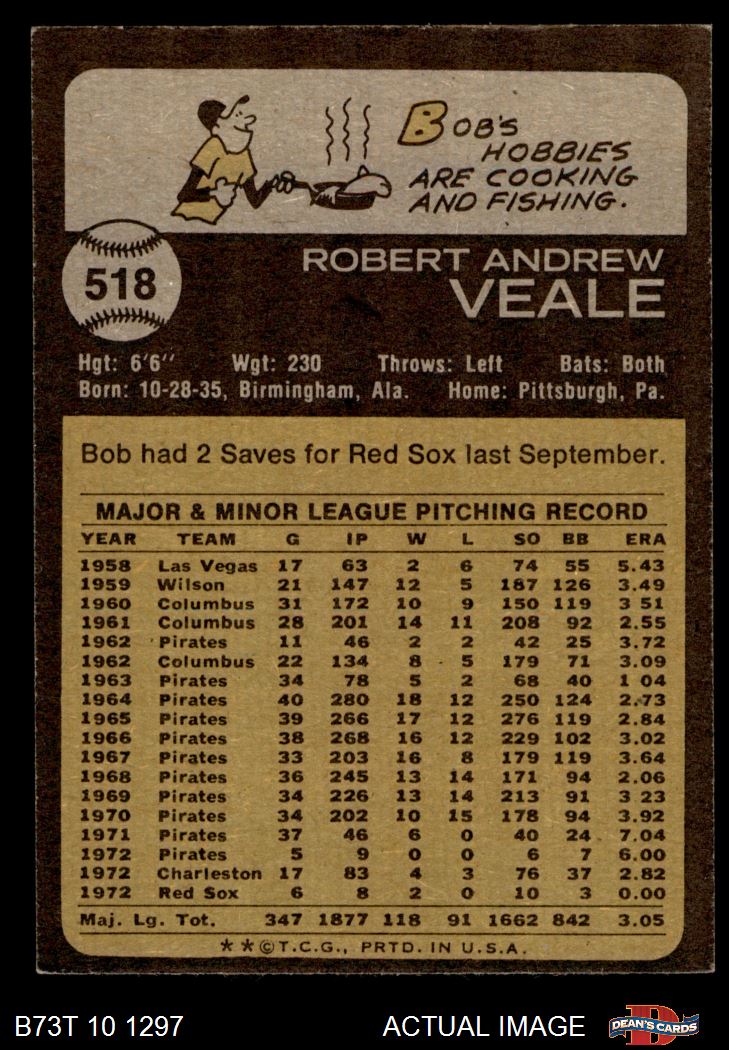 BOB'S
HOBBIES
ARE COOKING
AND FISHING.
518
ROBERT ANDREW
VEALE
Hgt: 6'6" Wgt: 230 Throws: Left Bats: Both
Born: 10-28-35, Birmingham, Ala. Home: Pittsburgh, Pa.
Bob had 2 Saves for Red Sox last September.
MAJOR & MINOR LEAGUE PITCHING RECORD
YEAR TEAM G IP W L SO BB ERA
1958 Las Vegas 17 63 2 6 74 55 5.43
1959 Wilson 21 147 12 5 187 126 3.49
1960 Columbus 31 172 10 9 150 119 3 51
1961 Columbus 28 201 14 11 208 92 2.55
1962 Pirates 11 46 2 2 42 25 3.72
1962 Columbus 22 134 8 5 179 71 3.09
1963 Pirates 34 78 5 2 68 40 1 04
1964 Pirates 40 280 18 12 250 124 2.73
1965 Pirates 39 266 17 12 276 119 2.84
1966 Pirates 38 268 16 12 229 102 3.02
1967 Pirates 33 203 16 8 179 119 3.64
1968 Pirates 36 245 13 14 171 94 2.06
1969 Pirates 34 226 13 14 213 91 3 23
1970 Pirates 34 202 10 15 178 94 3.92
1971 Pirates 37 46 6 0 40 24 7.04
1972 Pirates 5 9 0 0 6 7 6.00
1972 Charleston 17 83 4 3 76 37 2.82
1972 Red Sox 6 8 2 0 10 3 0.00
Maj. Lg. Tot. 347 1877 118 91 1662 842 3.05
★★©T.C.G., PRTD. IN U.S.A.
B73T 10 1297 ACTUAL IMAGE D DEAN'S CARDS